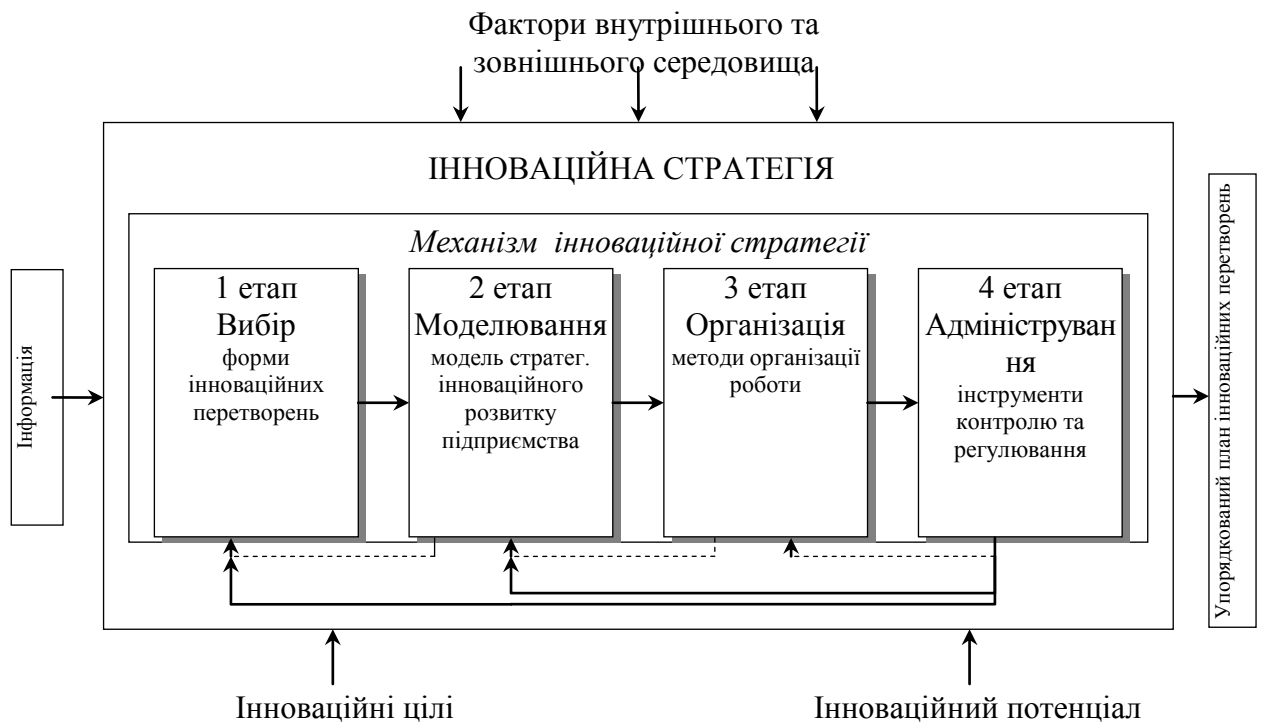 Фактори внутрішнього та
зовнішнього середовища
ІННОВАЦІЙНА СТРАТЕГІЯ
Механізм інноваційної стратегії
Інформація
1 етап
Вибір
форми
інноваційних
перетворень
2 етап
Моделювання
модель стратег.
інноваційного
розвитку
підприємства
3 етап
Організація
методи організації
роботи
4 етап
Адмініструван
ня
інструменти
контролю та
регулювання
Упорядкований план інноваційних перетворень
Інноваційні цілі
Інноваційний потенціал